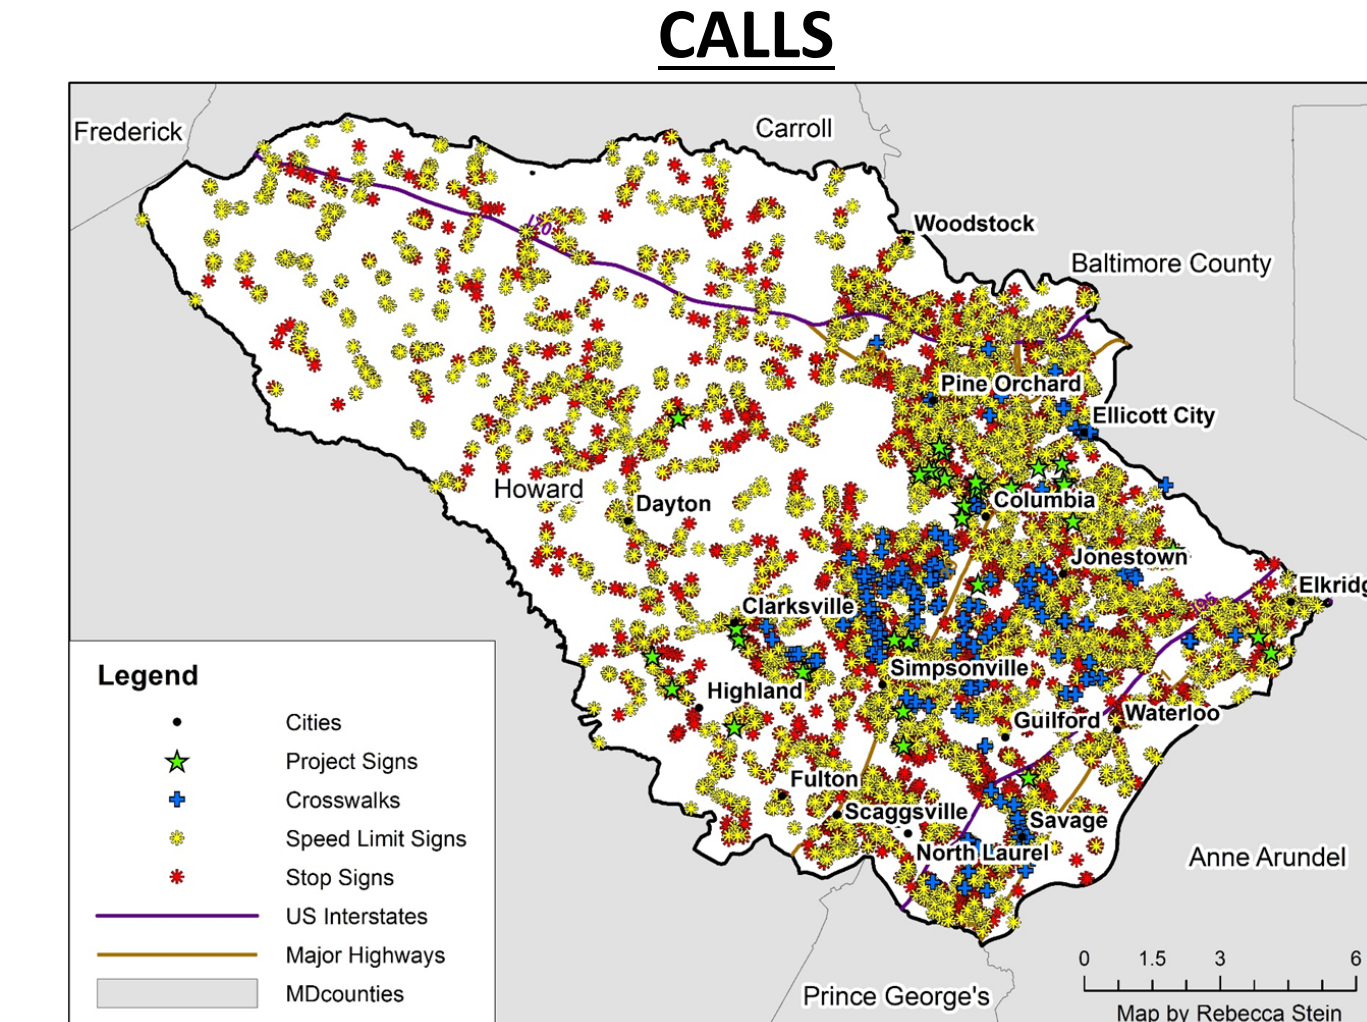 CALLS
Frederick
Carroll
Woodstock
Baltimore County
I70
Pine Orchard
Ellicott City
Howard
Dayton
Columbia
Jonestown
Elkridg
I95
Clarksville
Simpsonville
Highland
Guilford
Waterloo
Fulton
Scaggsville
Savage
North Laurel
Anne Arundel
Prince George's
Legend
Cities
Project Signs
Crosswalks
Speed Limit Signs
Stop Signs
US Interstates
Major Highways
MDcounties
0 1.5 3 6
Map by Rebecca Stein